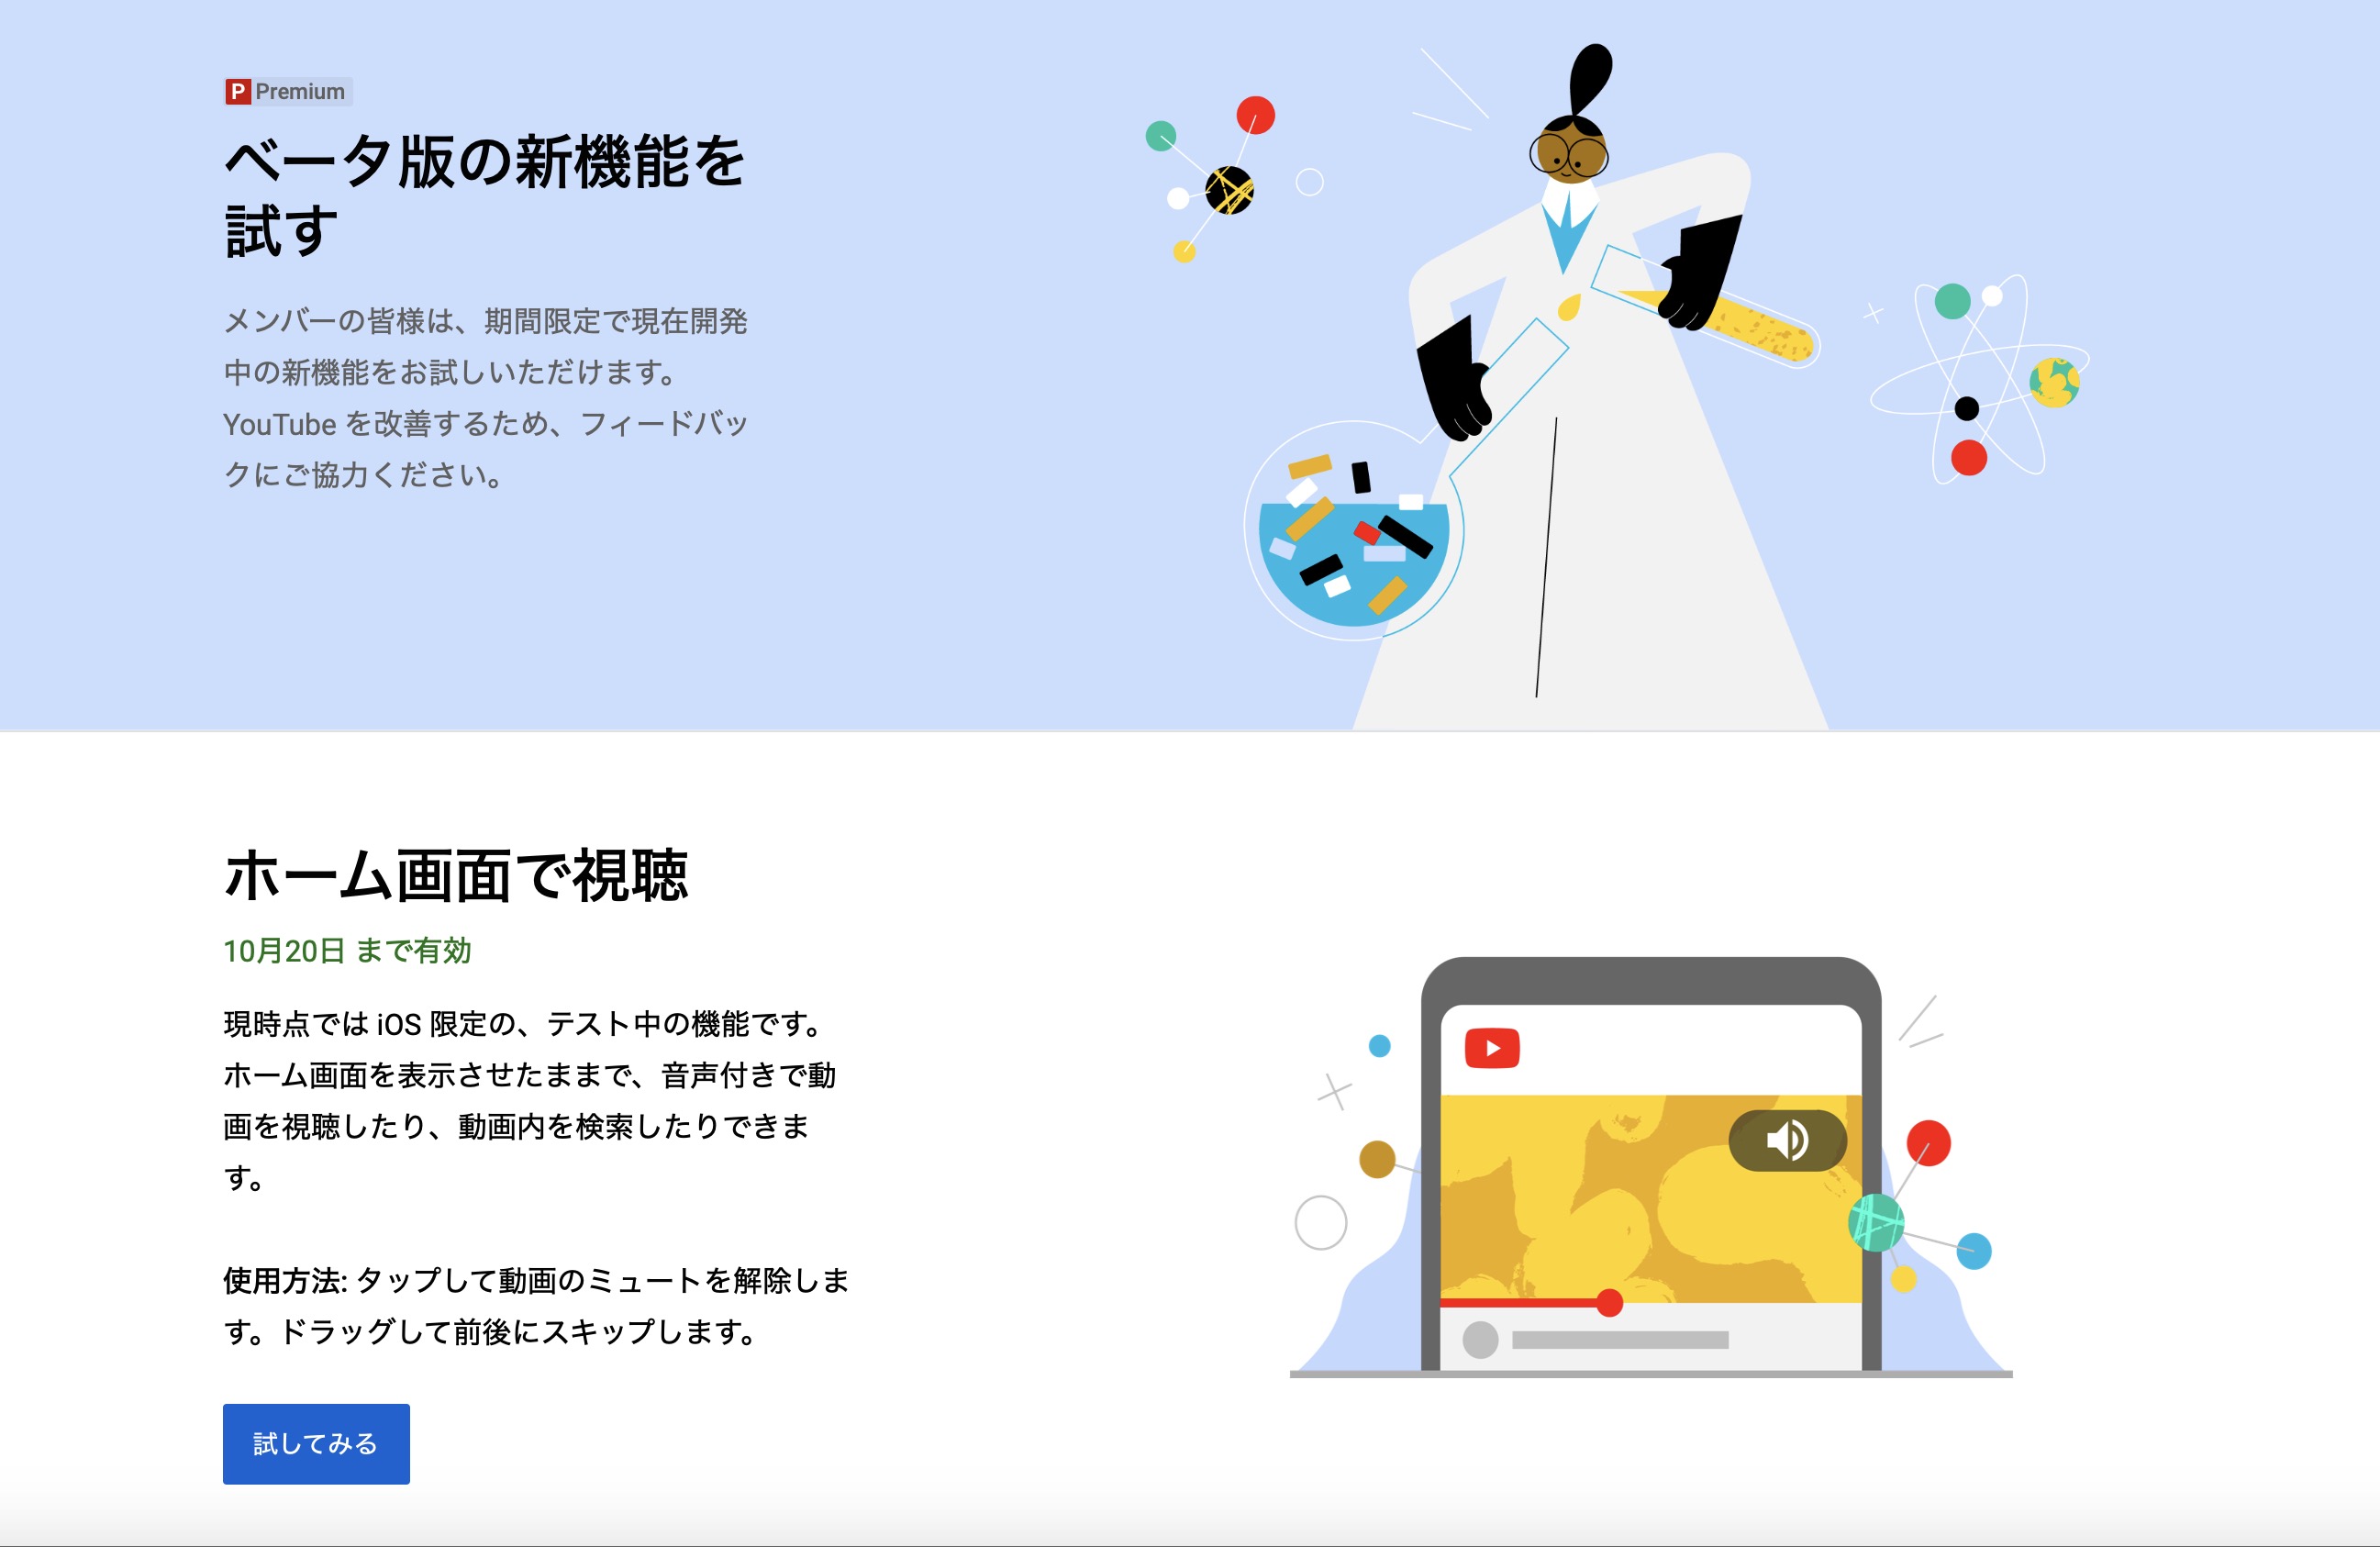 P Premium
ベータ版の新機能を
試す
メンバーの皆様は、期間限定で現在開発
中の新機能をお試しいただけます。
YouTube を改善するため、フィードバッ
クにご協力ください。
ホーム画面で視聴
10月20日 まで有効
現時点では iOS 限定の、テスト中の機能です。
ホーム画面を表示させたままで、音声付きで動
画を視聴したり、動画内を検索したりできま
す。
使用方法: タップして動画のミュートを解除しま
す。ドラッグして前後にスキップします。
試してみる